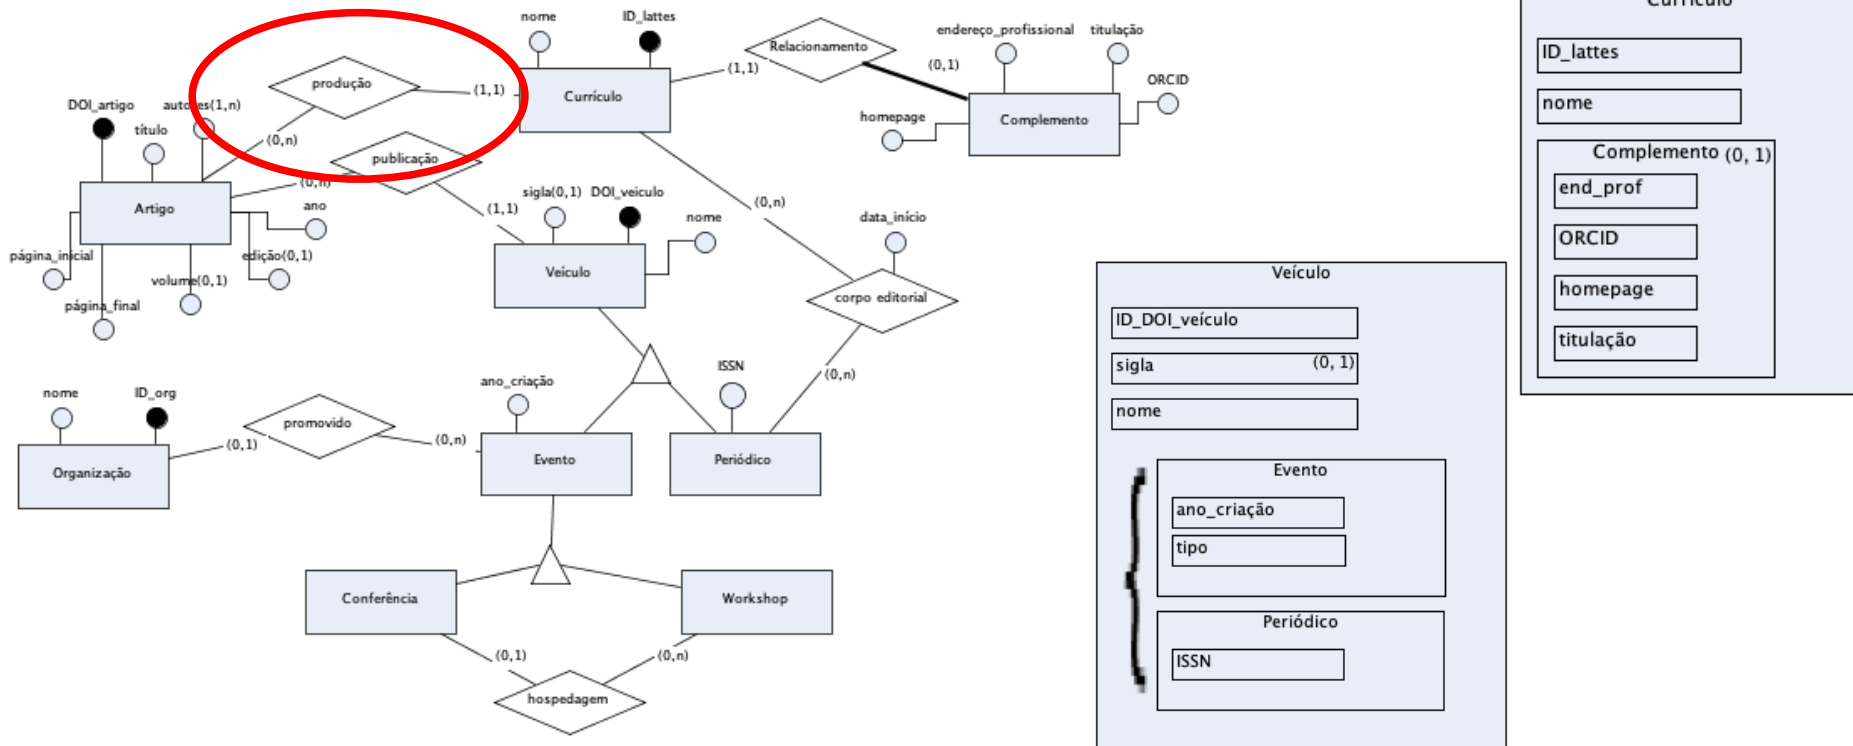 nome
ID_lattes
produção
(1,1)
Currículo
(1,1)
Relacionamento
(0,1)
endereço_profissional
titulação
ORCID
homepage
Complemento
DOI_artigo
título
autores(1,n)
(0,n)
publicação
(0,n)
Artigo
ano
página_inicial
edição(0,1)
volume(0,1)
página_final
(1,1)
sigla(0,1)
DOI_veiculo
nome
Veículo
(0,n)
data_início
corpo editorial
(0,n)
ISSN
ano_criação
nome
ID_org
promovido
(0,1)
(0,n)
Organização
Evento
Periódico
Conferência
Workshop
(0,1)
(0,n)
hospedagem
Veículo
ID_DOI_veículo
sigla (0, 1)
nome
Evento
ano_criação
tipo
Periódico
ISSN
Currículo
ID_lattes
nome
Complemento (0, 1)
end_prof
ORCID
homepage
titulação